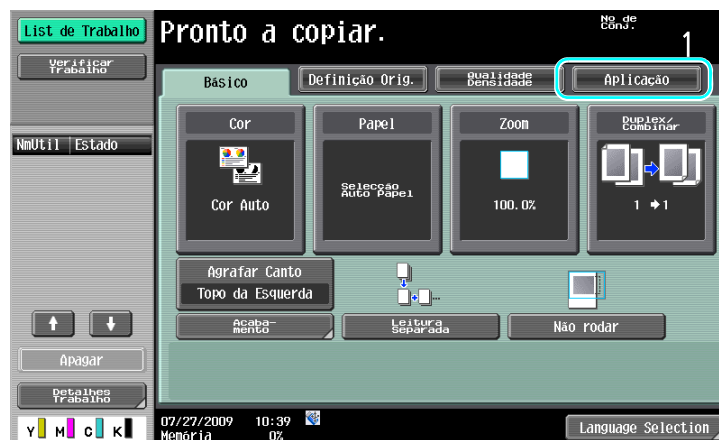 List de Trabalho
Pronto a copiar.
Nº de
Conj.
1
Verificar
Trabalho
Básico
Definição Orig.
Qualidade
Densidade
Aplicação
NmUtil
Estado
Cor
Papel
Zoom
Duplex/
Combinar
Cor Auto
Selecção
Auto Papel
100.0%
1 → 1
Agrafar Canto
Topo da Esquerda
Acaba-
mento
Leitura
Separada
Não rodar
Apagar
Detalhes
Trabalho
Y M C K
07/27/2009 10:39
Memória 0%
Language Selection